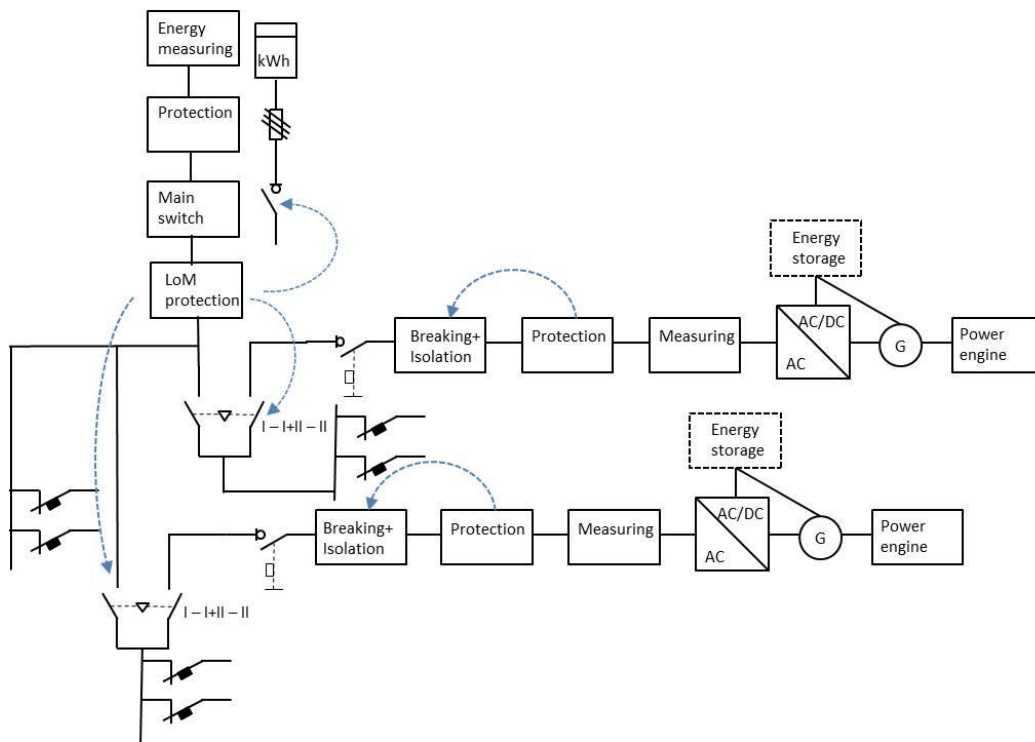 Energy
measuring
kWh
Protection
Main
switch
LoM
protection
Energy
storage
Breaking+
Isolation
Protection
Measuring
AC/DC
AC
G
Power
engine
I – I+II – II
Energy
storage
Breaking+
Isolation
Protection
Measuring
AC/DC
AC
G
Power
engine
I – I+II – II